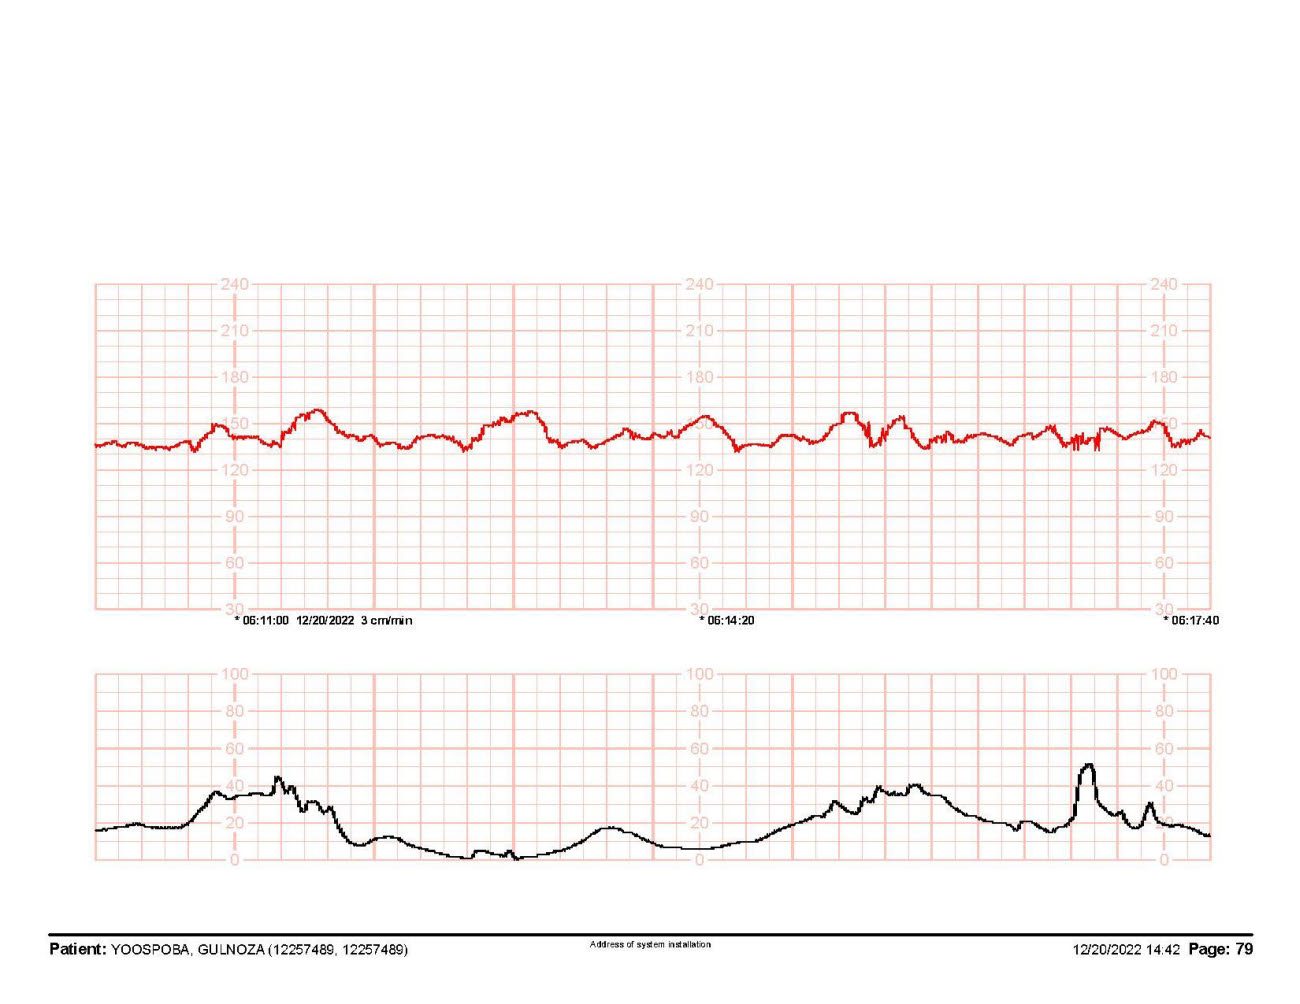 240 240 240
210 210 210
180 180 180
150 150 150
120 120 120
90 90 90
60 60 60
30 30 30
* 06:11:00 12/20/2022 3 cm/min * 06:14:20 * 06:17:40
100 100 100
80 80 80
60 60 60
40 40 40
20 20 20
0 0 0
Patient: YOOSPOBA, GULNOZA (12257489, 12257489) Address of system installation 12/20/2022 14:42 Page: 79